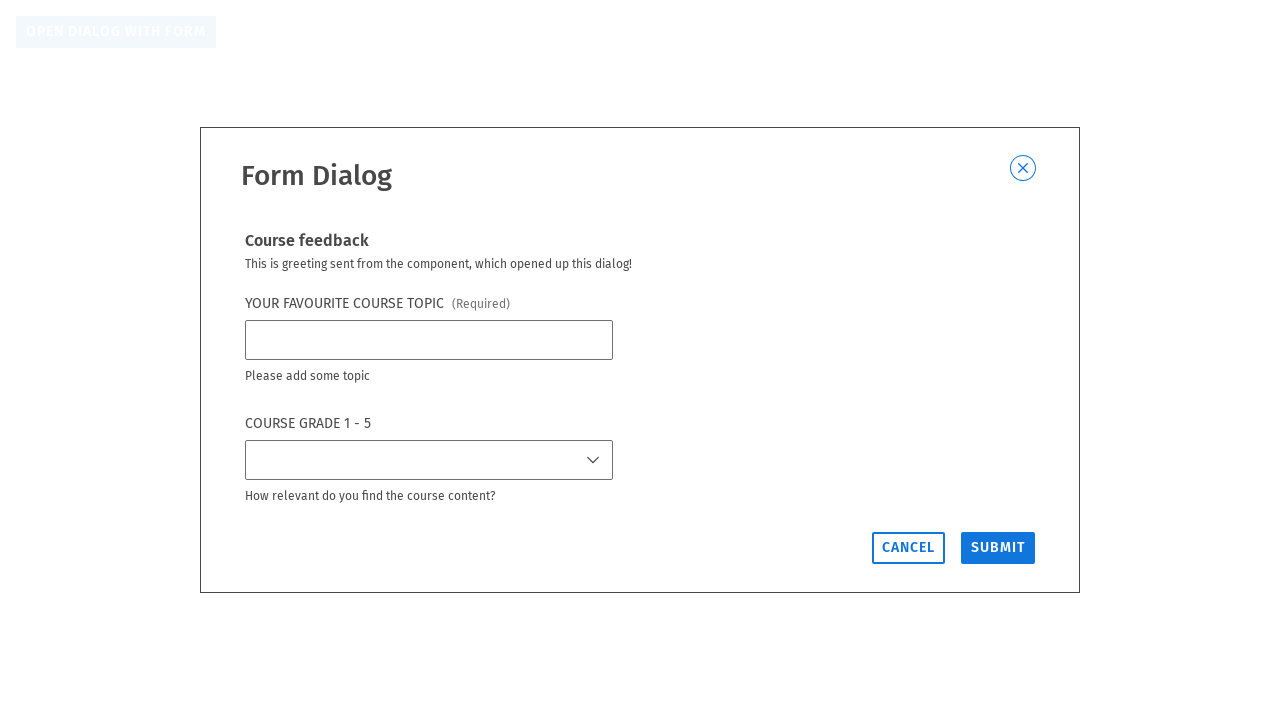 OPEN DIALOG WITH FORM
Form Dialog
Course feedback
This is greeting sent from the component, which opened up this dialog!
YOUR FAVOURITE COURSE TOPIC (Required)
Please add some topic
COURSE GRADE 1 - 5
How relevant do you find the course content?
CANCEL SUBMIT